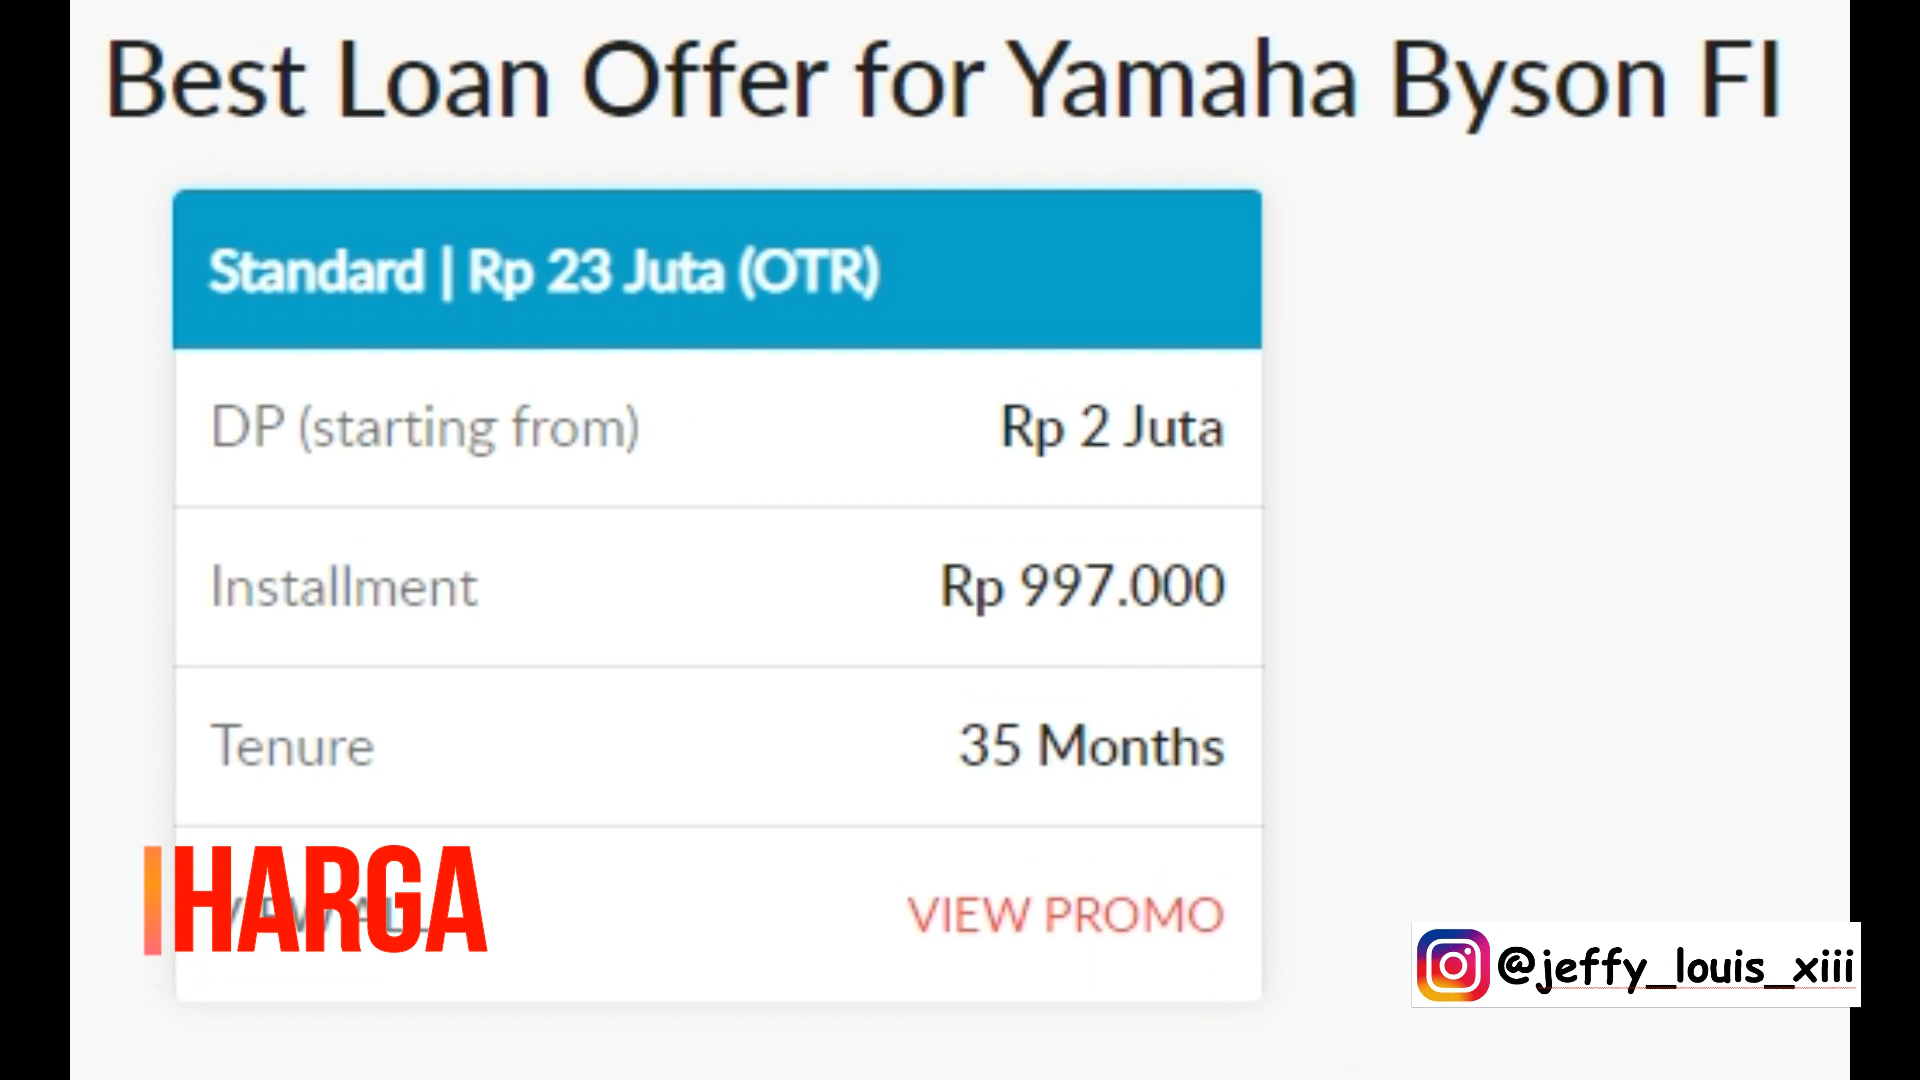 Best Loan Offer for Yamaha Byson FI
Standard | Rp 23 Juta (OTR)
DP (starting from) Rp 2 Juta
Installment Rp 997.000
Tenure 35 Months
HARGA
VIEW PROMO
@jeffy_louis_xiii